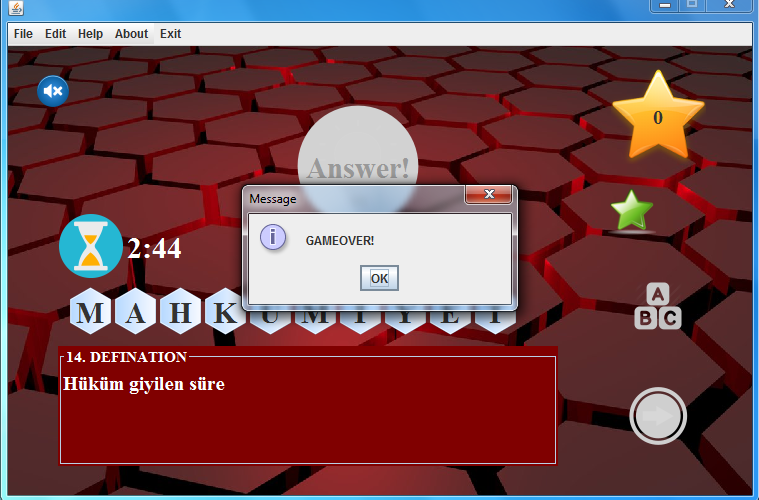 File Edit Help About Exit
0
Answer!
Message
GAMEOVER!
2:44
OK
M A H K U M I Y E T
A
B C
14. DEFINATION
Hüküm giyilen süre